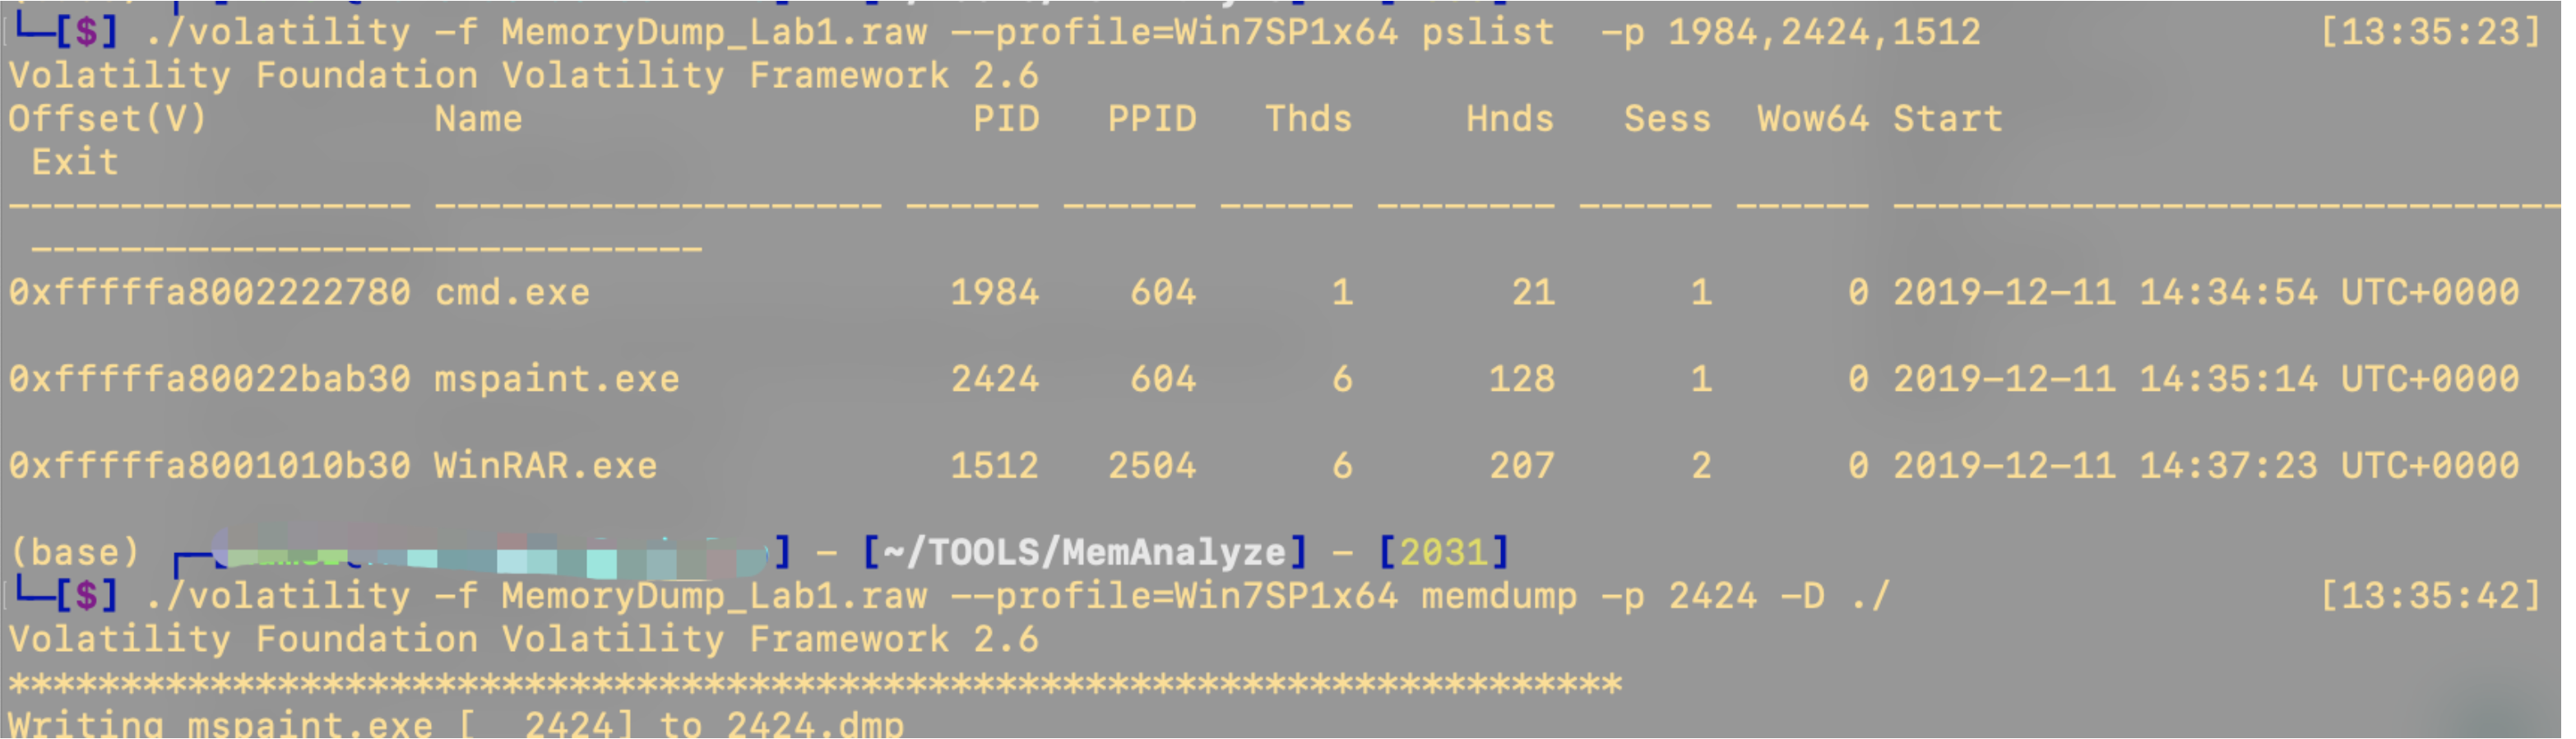 └─[$] ./volatility -f MemoryDump_Lab1.raw --profile=Win7SP1x64 pslist  -p 1984,2424,1512 [13:35:23]
Volatility Foundation Volatility Framework 2.6
Offset(V)          Name                    PID   PPID   Thds     Hnds   Sess  Wow64 Start
 Exit
------------------ -------------------- ------ ------ ------ -------- ------ ------ ------------------------------
 ------------------------------
0xfffffa8002222780 cmd.exe                1984    604      1       21      1      0 2019-12-11 14:34:54 UTC+0000
0xfffffa80022bab30 mspaint.exe            2424    604      6      128      1      0 2019-12-11 14:35:14 UTC+0000
0xfffffa8001010b30 WinRAR.exe             1512   2504      6      207      2      0 2019-12-11 14:37:23 UTC+0000
(base) ┌─ ] - [~/TOOLS/MemAnalyze] - [2031]
└─[$] ./volatility -f MemoryDump_Lab1.raw --profile=Win7SP1x64 memdump -p 2424 -D ./ [13:35:42]
Volatility Foundation Volatility Framework 2.6
************************************************************************
Writing mspaint.exe [  2424] to 2424.dmp